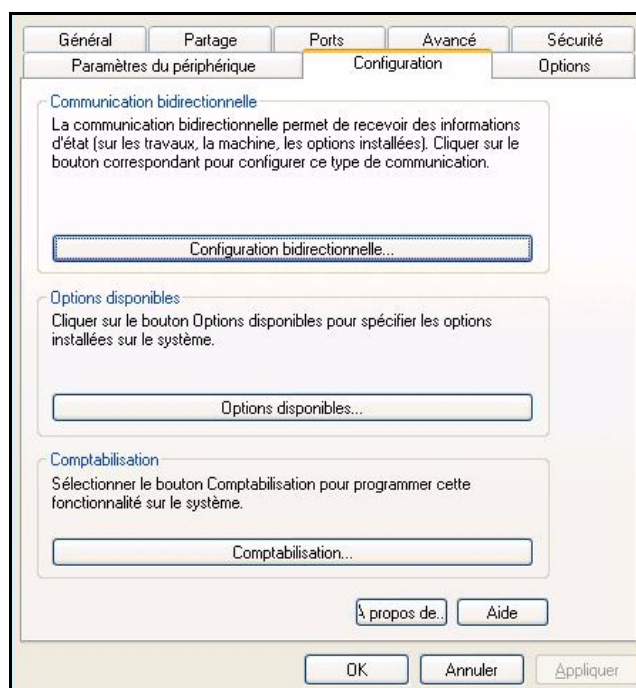 Général Partage Ports Avancé Sécurité
Paramètres du périphérique Configuration Options
Communication bidirectionnelle
La communication bidirectionnelle permet de recevoir des informations
d'état (sur les travaux, la machine, les options installées). Cliquer sur le
bouton correspondant pour configurer ce type de communication.
Configuration bidirectionnelle...
Options disponibles
Cliquer sur le bouton Options disponibles pour spécifier les options
installées sur le système.
Options disponibles...
Comptabilisation
Sélectionner le bouton Comptabilisation pour programmer cette
fonctionnalité sur le système.
Comptabilisation...
À propos de.. Aide
OK Annuler Appliquer